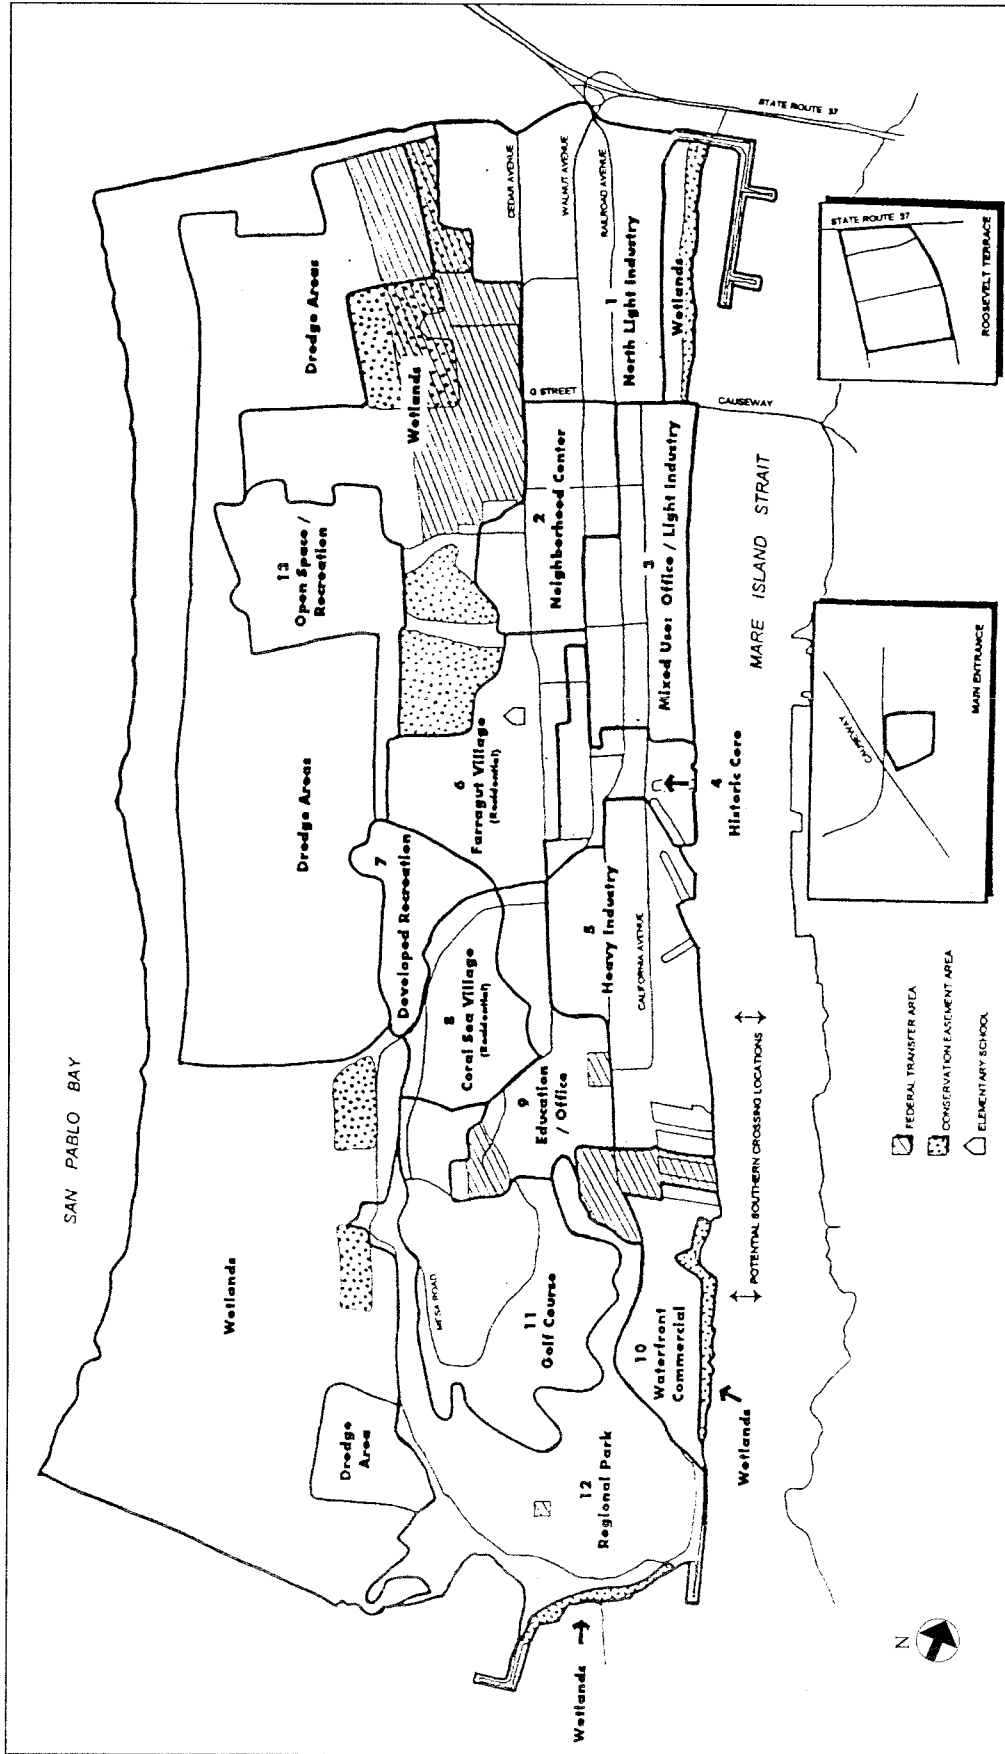 SAN PABLO BAY
Wetlands
Dredge Areas
Dredge Areas
Dredge
Area
13
Open Space /
Recreation
Wetlands
7
Developed Recreation
6
Farragut Village
(Residential)
8
Coral Sea Village
(Residential)
9
Education
/ Office
MESA ROAD
11
Golf Course
12
Regional Park
10
Waterfront
Commercial
Wetlands
Wetlands
5
Heavy Industry
CALIFORNIA AVENUE
2
Neighborhood Center
G STREET
CEDAR AVENUE
WALNUT AVENUE
RAILROAD AVENUE
1
North Light Industry
Wetlands
3
Mixed Use: Office / Light Industry
4
Historic Core
CAUSEWAY
STATE ROUTE 37
MARE ISLAND STRAIT
POTENTIAL SOUTHERN CROSSING LOCATIONS
N
FEDERAL TRANSFER AREA
CONSERVATION EASEMENT AREA
ELEMENTARY SCHOOL
CAUSEWAY
MAIN ENTRANCE
STATE ROUTE 37
ROOSEVELT TERRACE